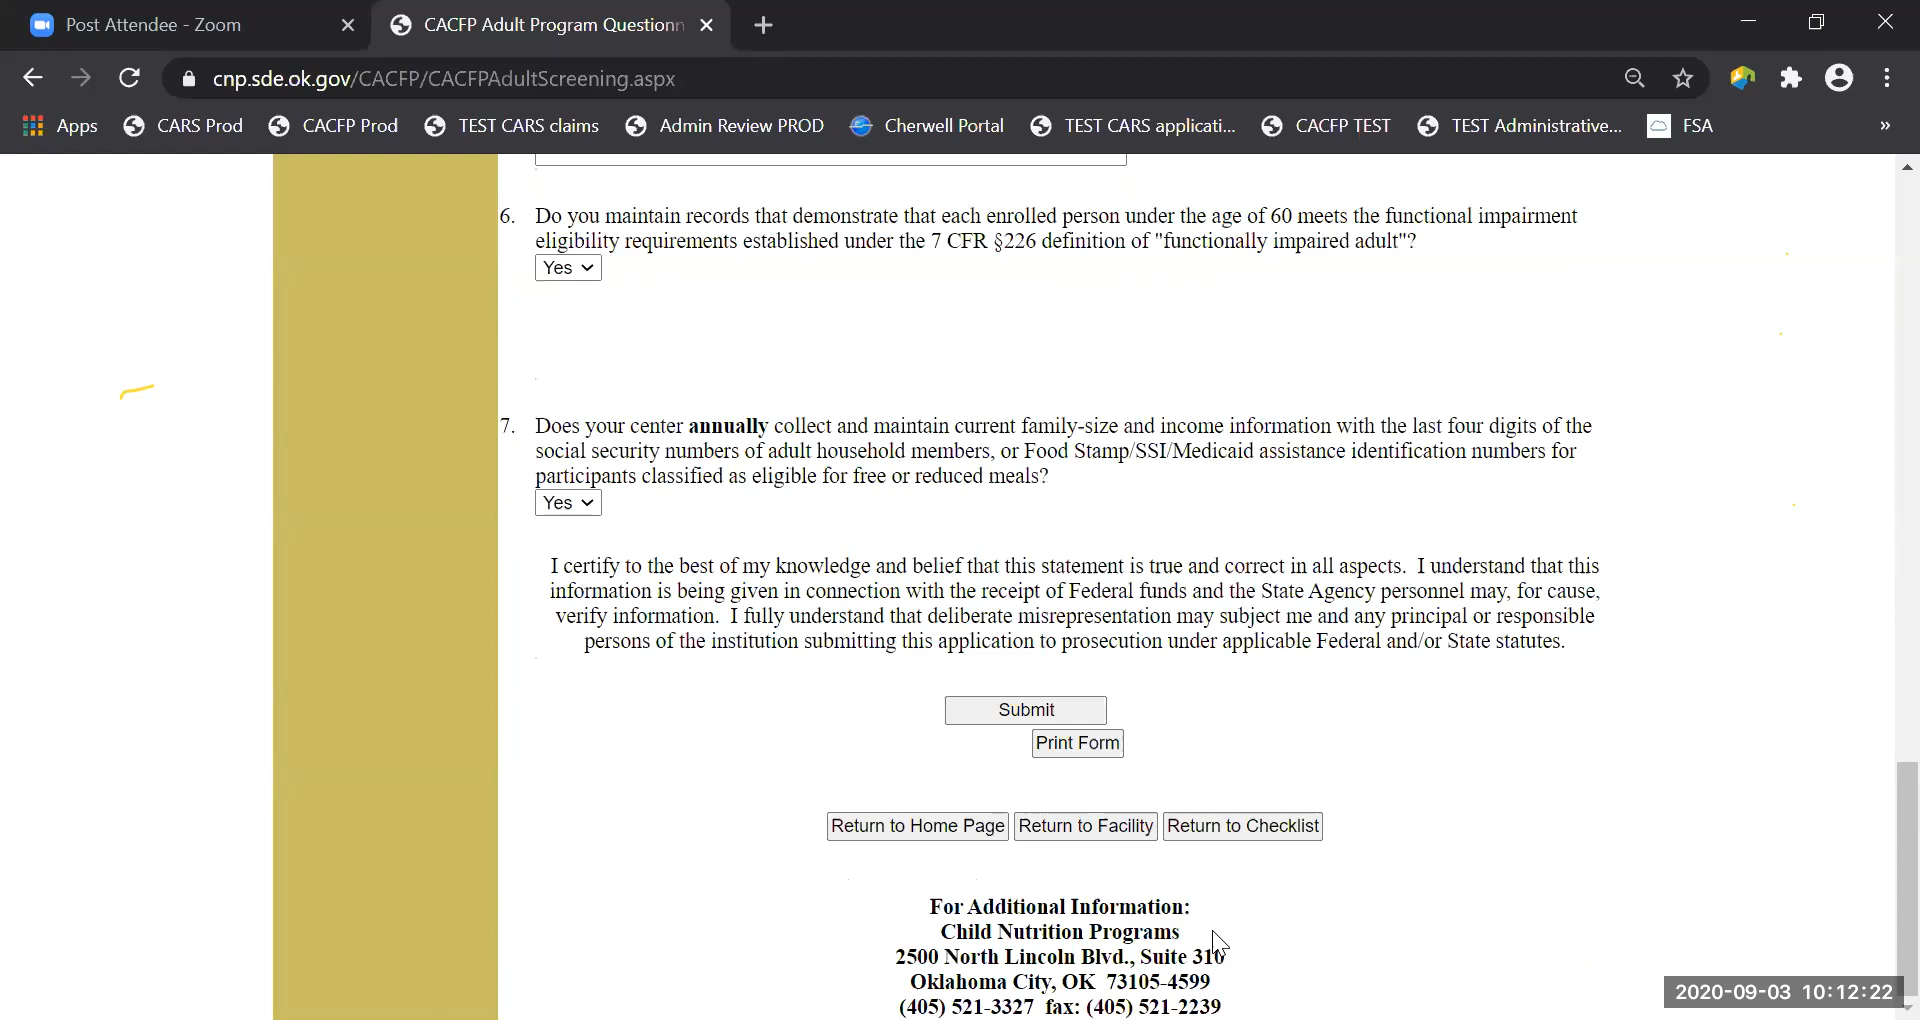 Post Attendee - Zoom
CACFP Adult Program Questionn
cnp.sde.ok.gov/CACFP/CACFPAdultScreening.aspx
Apps CARS Prod CACFP Prod TEST CARS claims Admin Review PROD Cherwell Portal TEST CARS applicati... CACFP TEST TEST Administrative... FSA »
6. Do you maintain records that demonstrate that each enrolled person under the age of 60 meets the functional impairment
eligibility requirements established under the 7 CFR §226 definition of "functionally impaired adult"?
Yes
7. Does your center annually collect and maintain current family-size and income information with the last four digits of the
social security numbers of adult household members, or Food Stamp/SSI/Medicaid assistance identification numbers for
participants classified as eligible for free or reduced meals?
Yes
I certify to the best of my knowledge and belief that this statement is true and correct in all aspects. I understand that this
information is being given in connection with the receipt of Federal funds and the State Agency personnel may, for cause,
verify information. I fully understand that deliberate misrepresentation may subject me and any principal or responsible
persons of the institution submitting this application to prosecution under applicable Federal and/or State statutes.
Submit
Print Form
Return to Home Page Return to Facility Return to Checklist
For Additional Information:
Child Nutrition Programs
2500 North Lincoln Blvd., Suite 310
Oklahoma City, OK 73105-4599
(405) 521-3327 fax: (405) 521-2239
2020-09-03 10:12:22